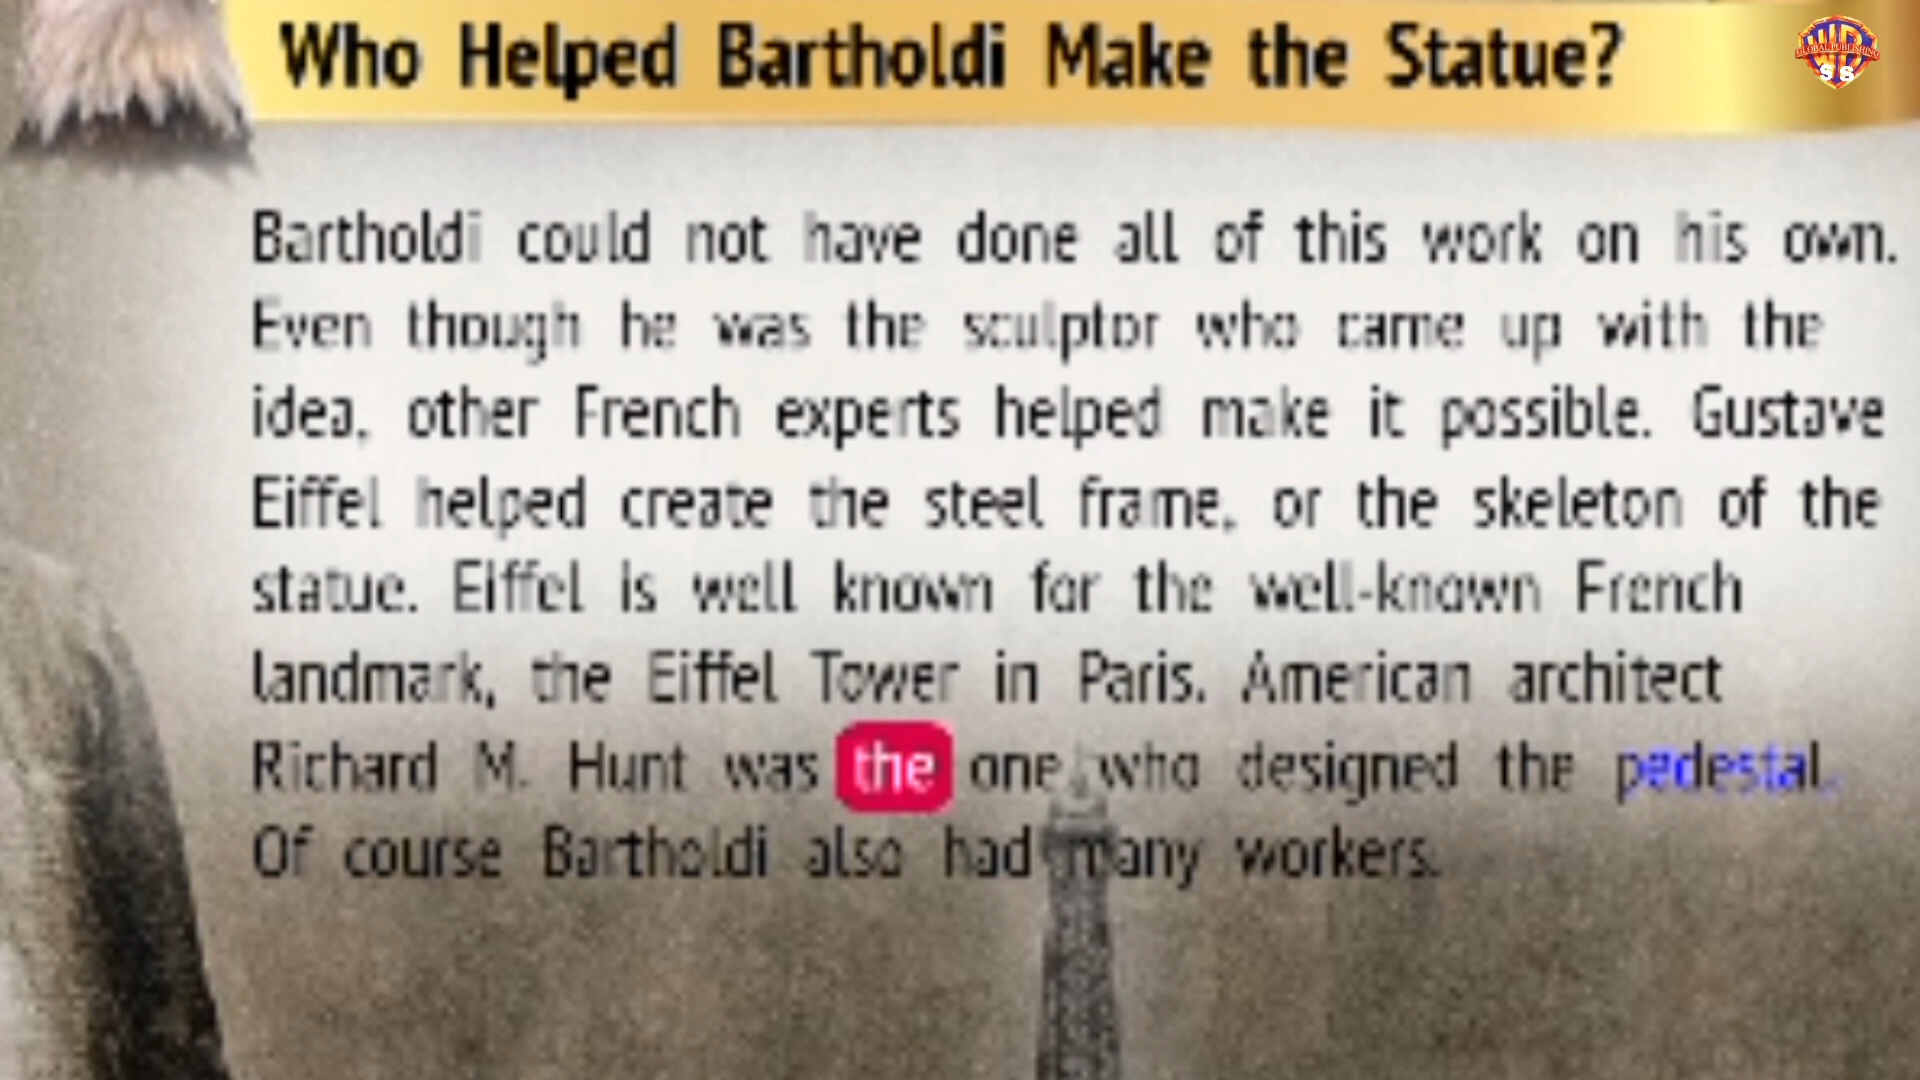 Who Helped Bartholdi Make the Statue?
GLOBAL PUBLISHING
SS
Bartholdi could not have done all of this work on his own.
Even though he was the sculptor who came up with the
idea, other French experts helped make it possible. Gustave
Eiffel helped create the steel frame, or the skeleton of the
statue. Eiffel is well known for the well-known French
landmark, the Eiffel Tower in Paris. American architect
Richard M. Hunt was the one who designed the pedestal.
Of course Bartholdi also had many workers.